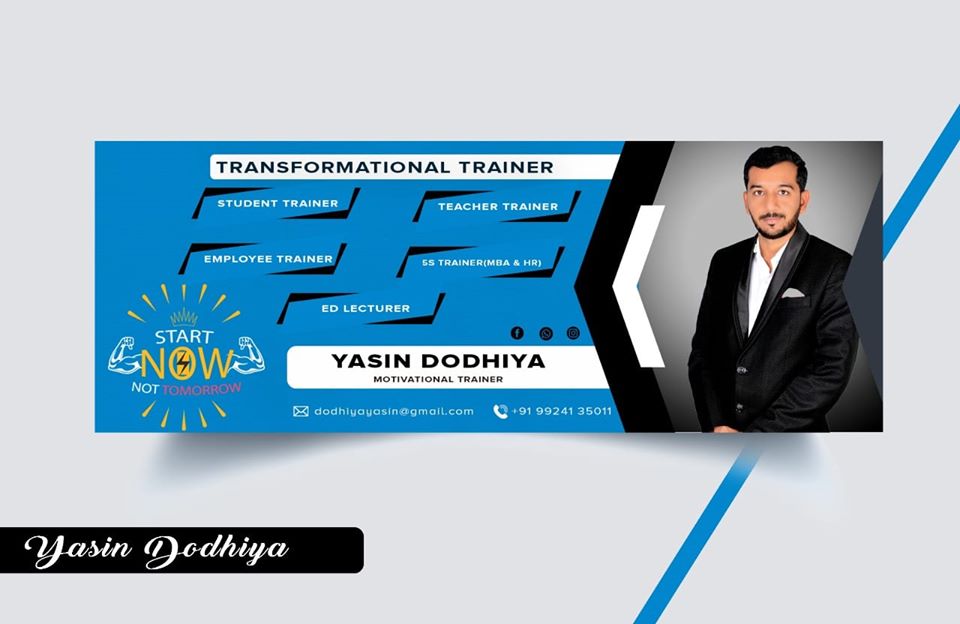 TRANSFORMATIONAL TRAINER
STUDENT TRAINER
TEACHER TRAINER
EMPLOYEE TRAINER
5S TRAINER(MBA & HR)
ED LECTURER
START
NOW
NOT TOMORROW
YASIN DODHIYA
MOTIVATIONAL TRAINER
dodhiyayasin@gmail.com
+91 99241 35011
Yasin Dodhiya